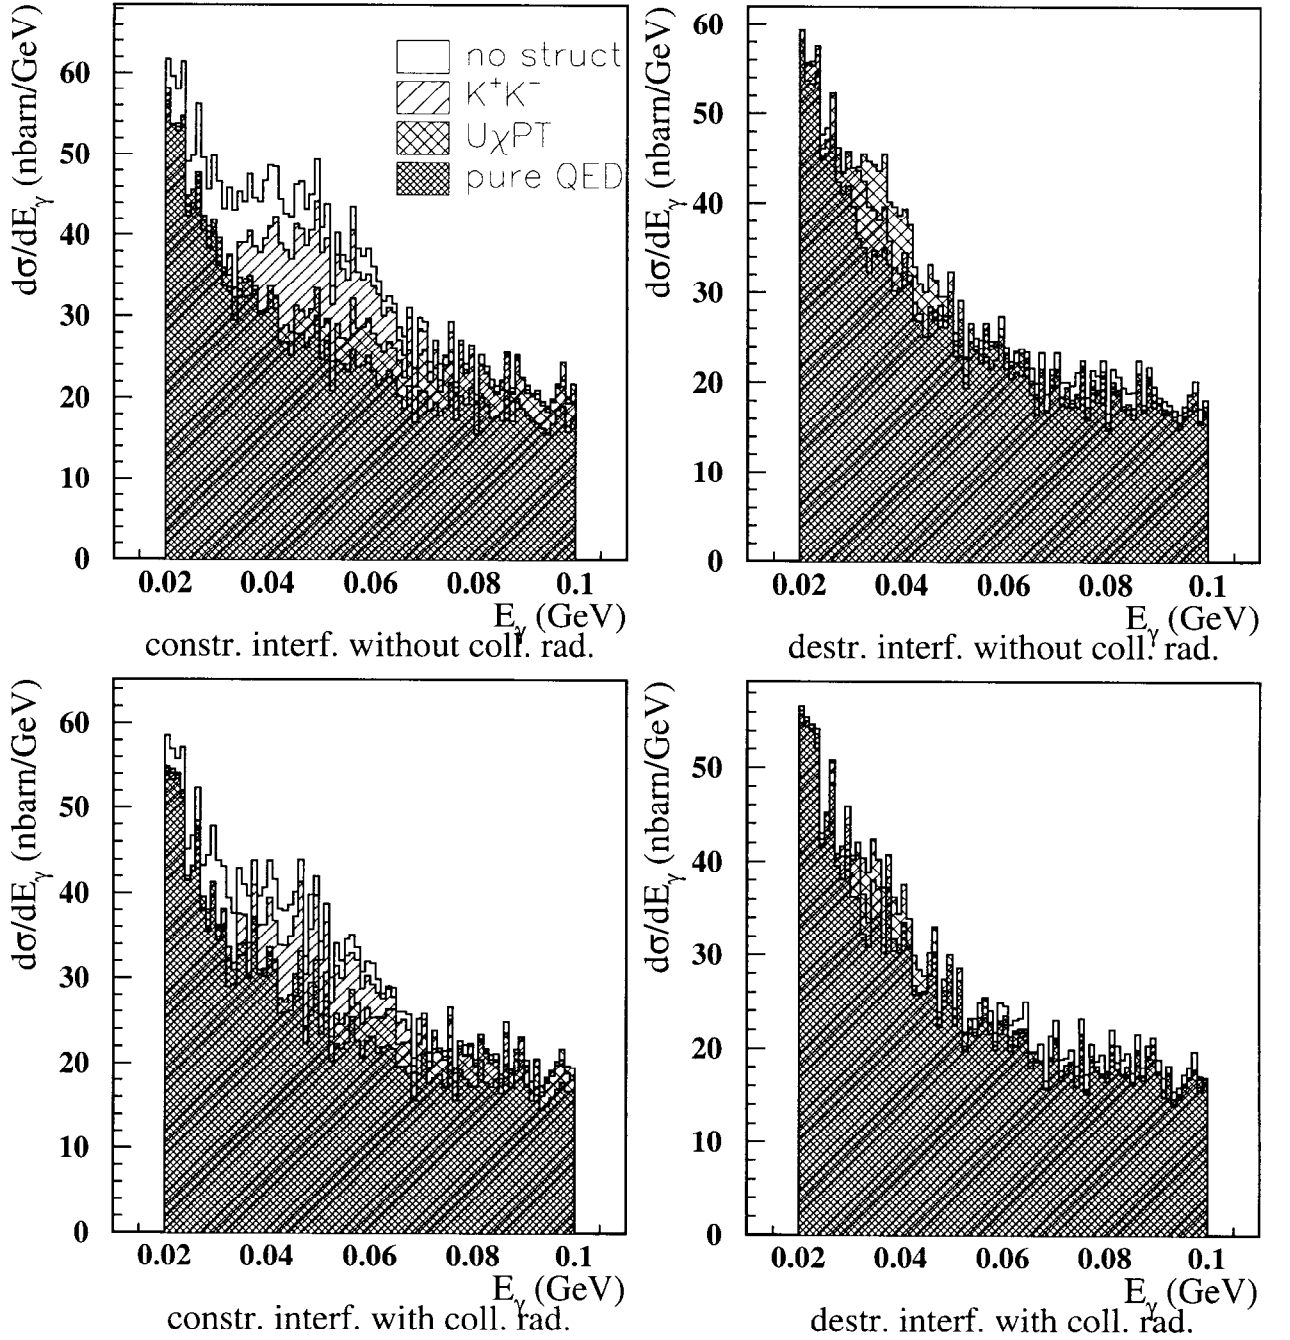 dσ/dE_γ (nbarn/GeV)
60
50
40
30
20
10
0
no struct
K⁺K⁻
UχPT
pure QED
0.02 0.04 0.06 0.08 0.1
E_γ (GeV)
constr. interf. without coll. rad.
dσ/dE_γ (nbarn/GeV)
60
50
40
30
20
10
0
0.02 0.04 0.06 0.08 0.1
E_γ (GeV)
destr. interf. without coll. rad.
dσ/dE_γ (nbarn/GeV)
60
50
40
30
20
10
0
0.02 0.04 0.06 0.08 0.1
E_γ (GeV)
constr. interf. with coll. rad.
dσ/dE_γ (nbarn/GeV)
50
40
30
20
10
0
0.02 0.04 0.06 0.08 0.1
E_γ (GeV)
destr. interf. with coll. rad.